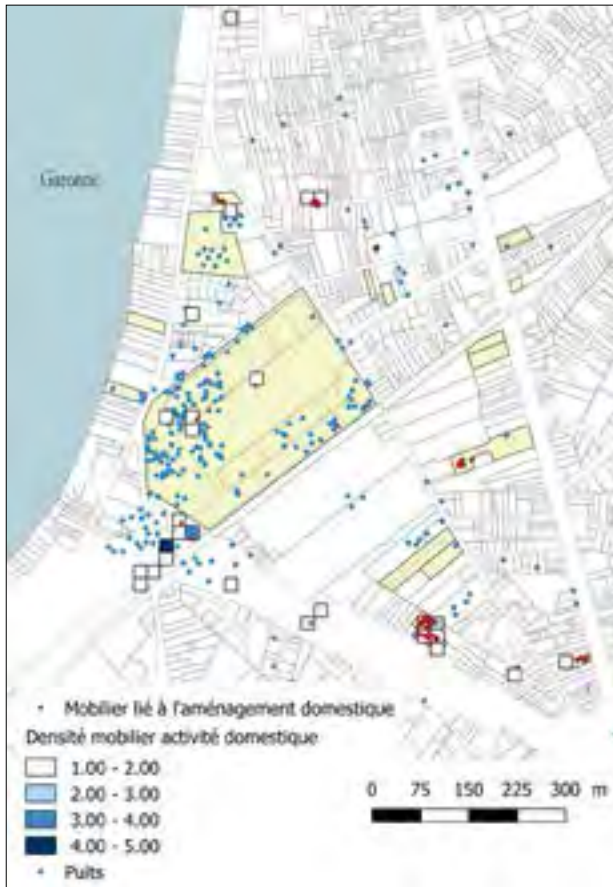 Garonne
Mobilier lié à l'aménagement domestique
Densité mobilier activité domestique
1.00 - 2.00
2.00 - 3.00
3.00 - 4.00
4.00 - 5.00
Puits
0 75 150 225 300 m